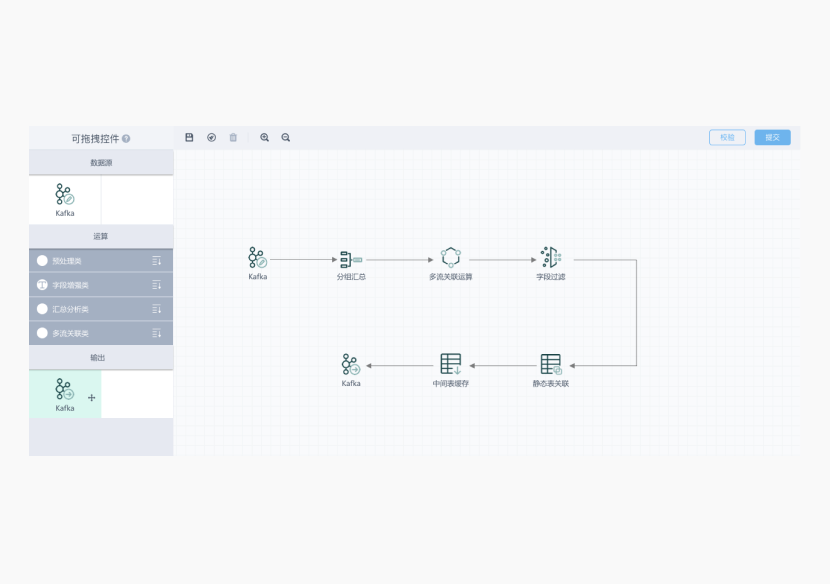 可拖拽控件
校验
提交
数据源
Kafka
运算
预处理类
字段增强类
汇总分析类
多流关联类
输出
Kafka
Kafka
分组汇总
多流关联运算
字段过滤
Kafka
中间表缓存
静态表关联